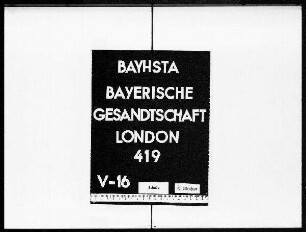 BAYHSTA
BAYERISCHE
GESANDTSCHAFT
LONDON
419
V-16